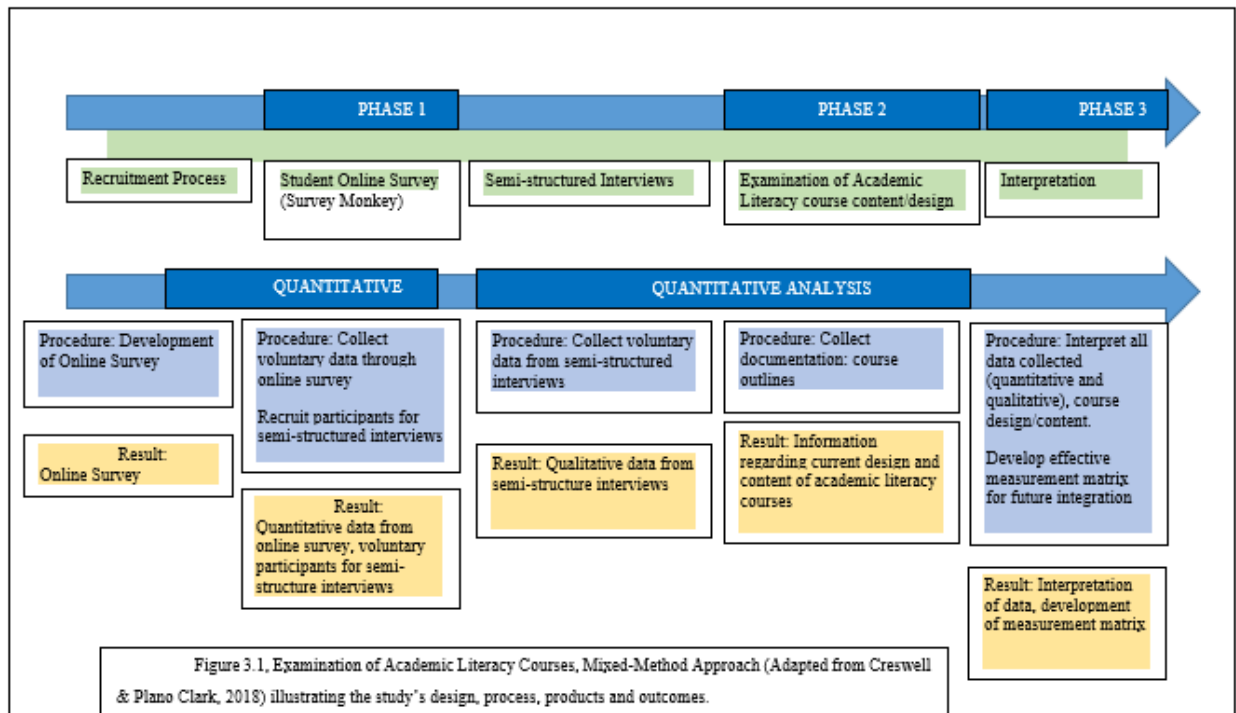 PHASE 1
PHASE 2
PHASE 3
Recruitment Process
Student Online Survey
(Survey Monkey)
Semi-structured Interviews
Examination of Academic
Literacy course content/design
Interpretation
QUANTITATIVE
QUANTITATIVE ANALYSIS
Procedure: Development
of Online Survey
Procedure: Collect
voluntary data through
online survey
Recruit participants for
semi-structured interviews
Procedure: Collect voluntary
data from semi-structured
interviews
Procedure: Collect
documentation: course
outlines
Procedure: Interpret all
data collected
(quantitative and
qualitative), course
design/content.
Develop effective
measurement matrix
for future integration
Result:
Online Survey
Result:
Quantitative data from
online survey, voluntary
participants for semi-
structure interviews
Result: Qualitative data from
semi-structure interviews
Result: Information
regarding current design and
content of academic literacy
courses
Result: Interpretation
of data, development
of measurement matrix
Figure 3.1, Examination of Academic Literacy Courses, Mixed-Method Approach (Adapted from Creswell
& Plano Clark, 2018) illustrating the study's design, process, products and outcomes.